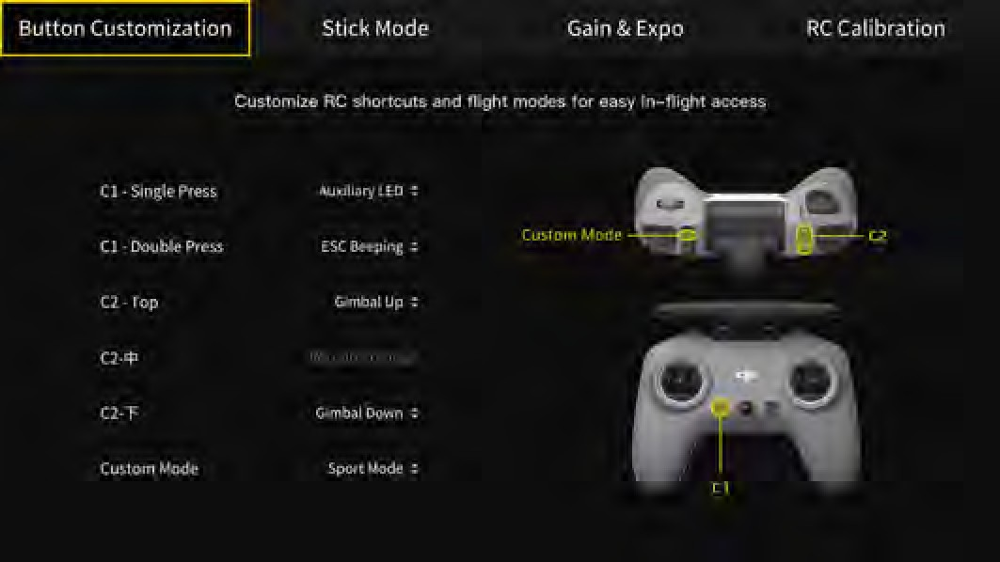 Button Customization
Stick Mode
Gain & Expo
RC Calibration
Customize RC shortcuts and flight modes for easy in-flight access
C1 - Single Press
Auxiliary LED
C1 - Double Press
ESC Beeping
C2 - Top
Gimbal Up
C2-中
C2-下
Gimbal Down
Custom Mode
Sport Mode
Custom Mode
C2
C1